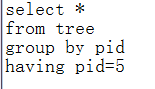 select *
from tree
group by pid
having pid=5